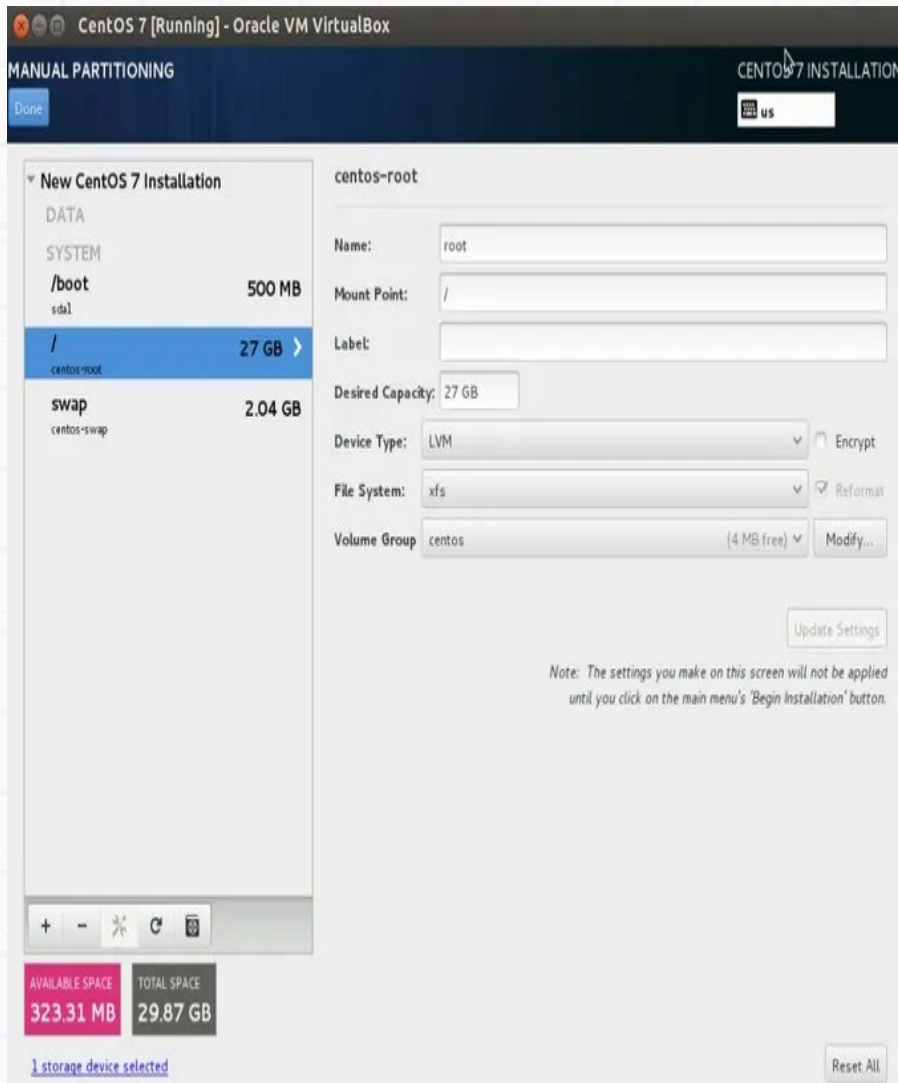 CentOS 7 [Running] - Oracle VM VirtualBox
MANUAL PARTITIONING
CENTOS 7 INSTALLATION
Done
us
New CentOS 7 Installation
DATA
SYSTEM
/boot
500 MB
sda1
/
27 GB
centos-root
swap
2.04 GB
centos-swap
centos-root
Name: root
Mount Point: /
Label:
Desired Capacity: 27 GB
Device Type: LVM
Encrypt
File System: xfs
Reformat
Volume Group centos (4 MB free)
Modify...
Update Settings
Note: The settings you make on this screen will not be applied
until you click on the main menu's 'Begin Installation' button.
+ -
AVAILABLE SPACE
323.31 MB
TOTAL SPACE
29.87 GB
1 storage device selected
Reset All